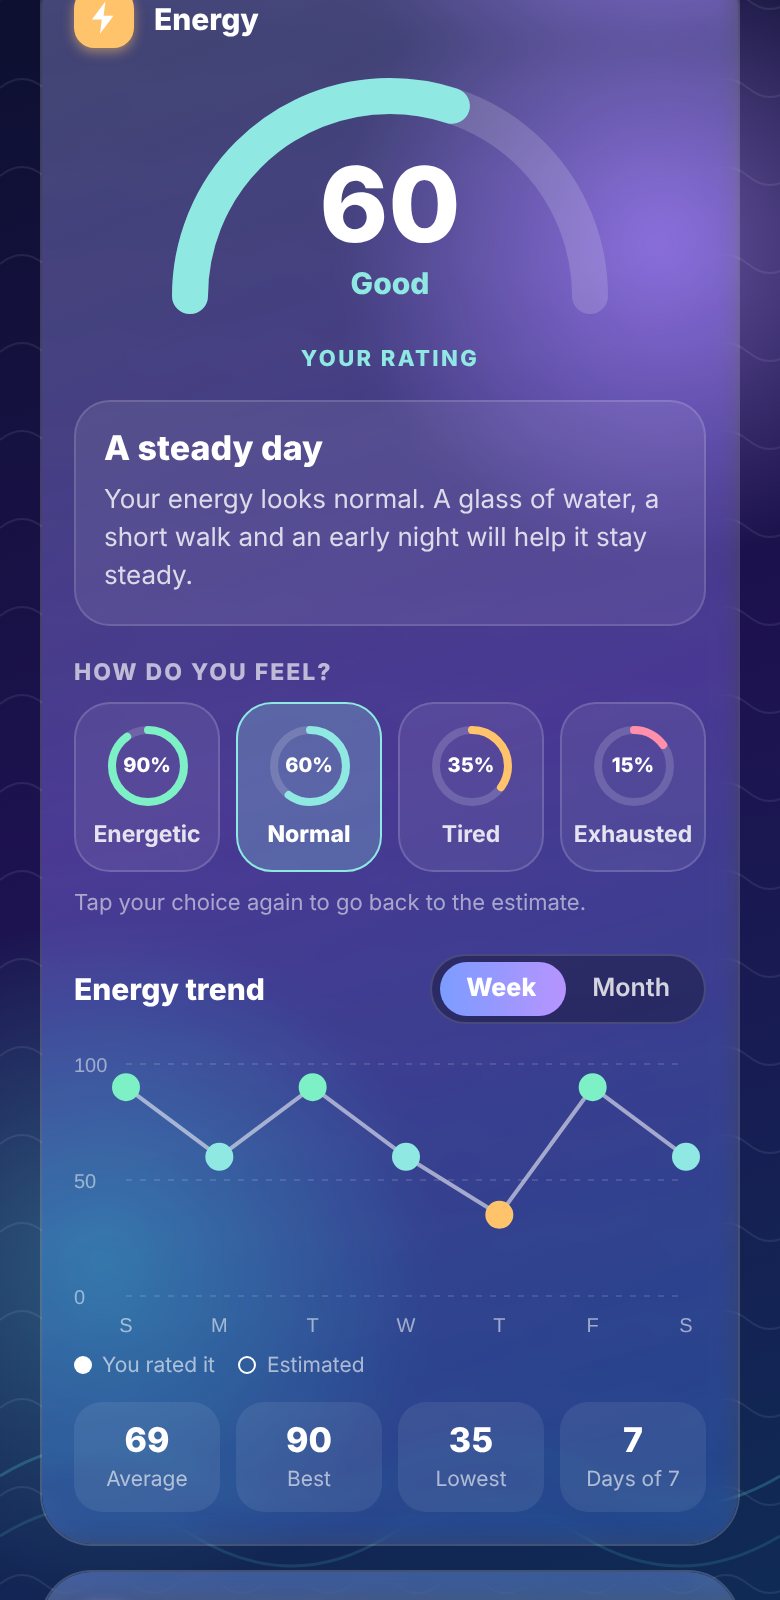 Energy
60
Good
YOUR RATING
A steady day
Your energy looks normal. A glass of water, a
short walk and an early night will help it stay
steady.
HOW DO YOU FEEL?
90% 60% 35% 15%
Energetic Normal Tired Exhausted
Tap your choice again to go back to the estimate.
Energy trend Week Month
100
50
0
S M T W T F S
You rated it Estimated
69 90 35 7
Average Best Lowest Days of 7